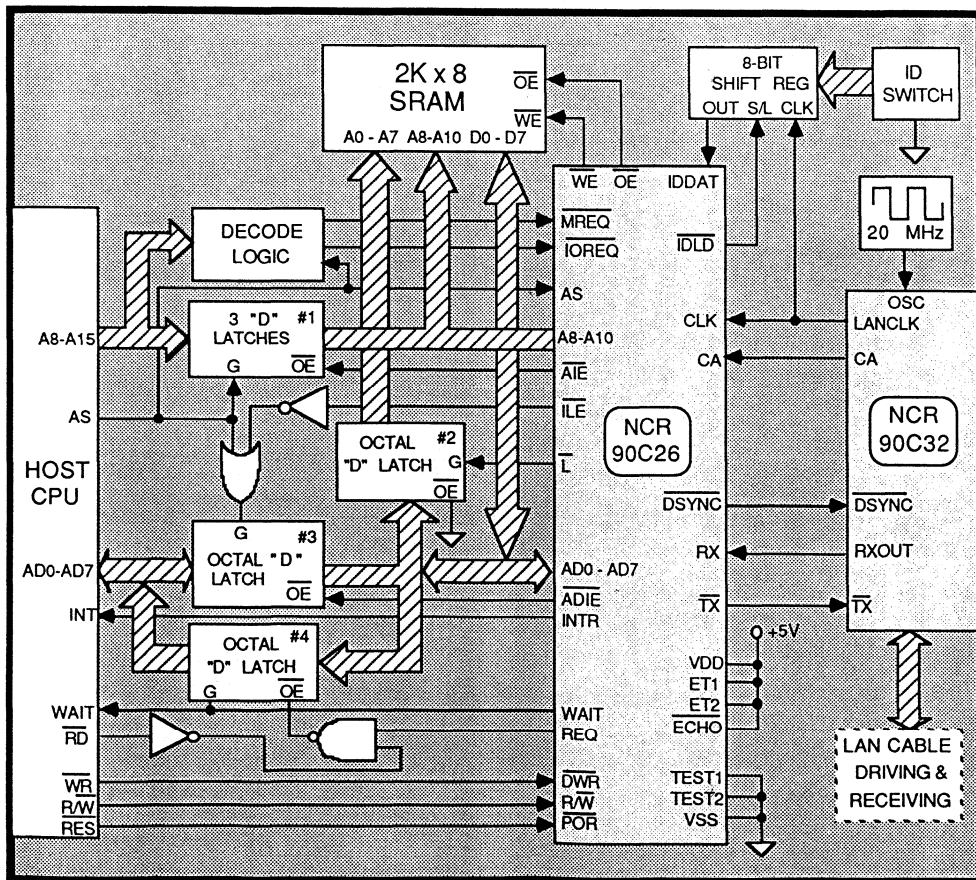 2K x 8
SRAM
OE
WE
A0 - A7 A8-A10 D0 - D7
8-BIT
SHIFT REG
OUT S/L CLK
ID
SWITCH
WE OE IDDAT
20 MHz
DECODE
LOGIC
MREQ
IOREQ
IDLD
AS
OSC
3 "D" #1
LATCHES
G OE
A8-A15
A8-A10
CLK
LANCLK
AIE
CA
CA
AS
ILE
NCR
90C26
NCR
90C32
OCTAL #2
"D" LATCH G
OE
L
HOST
CPU
DSYNC
DSYNC
G #3
OCTAL "D"
LATCH
OE
RX
RXOUT
AD0-AD7
AD0 - AD7
ADIE
TX
TX
INT
INTR
OCTAL #4
"D" LATCH
G OE
+5V
VDD
ET1
ET2
ECHO
WAIT
WAIT
RD
REQ
LAN CABLE
DRIVING &
RECEIVING
WR
DWR
TEST1
R/W
R/W
TEST2
RES
POR
VSS